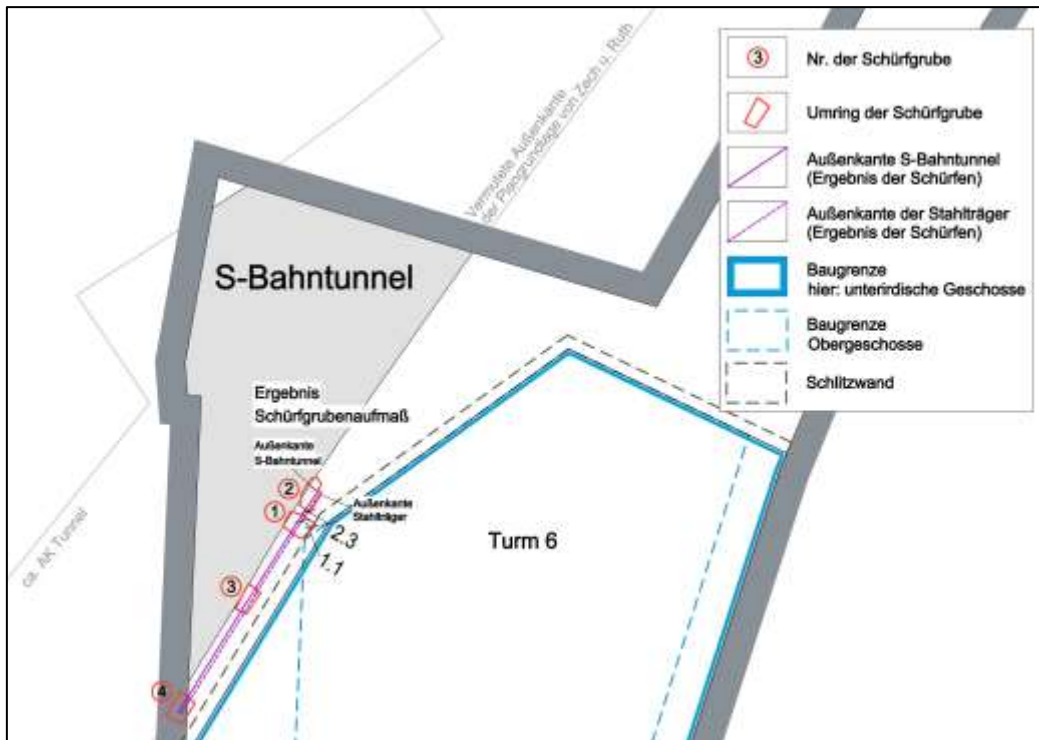 Vermutete Außenkante
der Plangrundlage von Zech u. Ruth
S-Bahntunnel
Ergebnis
Schürfgrubenaufmaß
Außenkante
S-Bahntunnel
2
1
Außenkante
Stahlträger
2.3
1.1
3
4
Turm 6
ca. AK Tunnel
3
Nr. der Schürfgrube
Umring der Schürfgrube
Außenkante S-Bahntunnel
(Ergebnis der Schürfen)
Außenkante der Stahlträger
(Ergebnis der Schürfen)
Baugrenze
hier: unterirdische Geschosse
Baugrenze
Obergeschosse
Schlitzwand